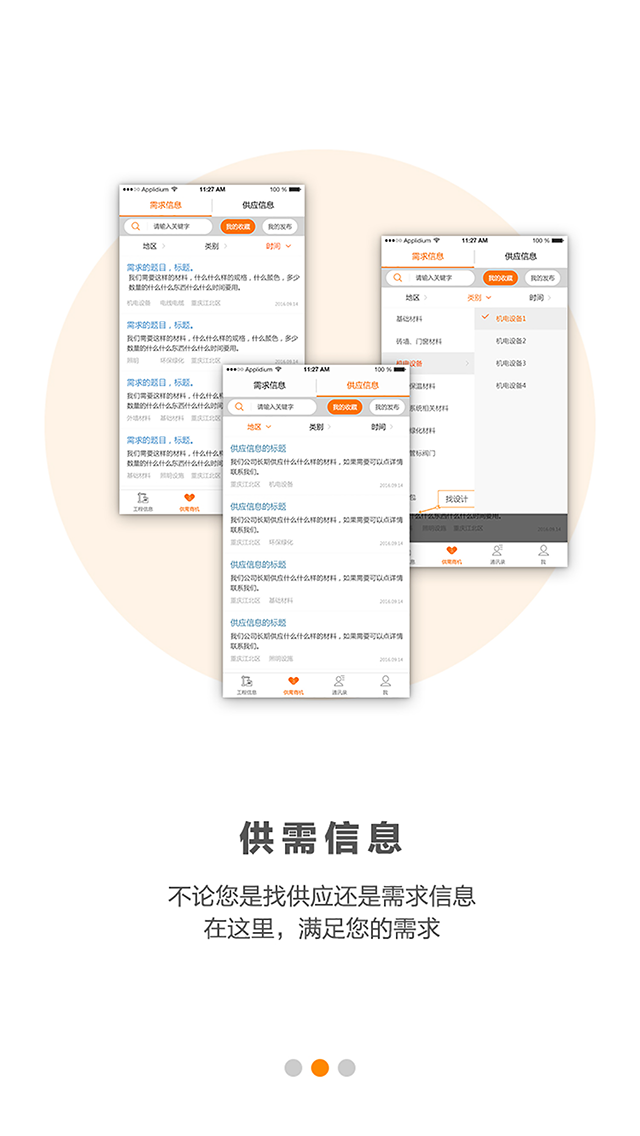 ●●●○○ Applidium 11:27 AM 100 %
需求信息 供应信息
请输入关键字 我的收藏 我的发布
地区 类别 时间
需求的题目，标题。
我们需要这样的材料，什么什么样的规格，什么颜色，多少
数量的什么什么东西什么什么时间要用。
机电设备 电线电缆 重庆江北区 2016.09.14
需求的题目，标题。
我们需要这样的材料，什么什么样的规格，什么颜色，多少
数量的什么什么东西什么什么时间要用。
照明 环保绿化 重庆江北区 2016.09.14
需求的题目，标题。
我们需要这样的材料，什么什么样
数量的什么什么东西什么什么时
外墙材料 基础材料 重庆江北区
需求的题目，标题。
我们需要这样的材料，什么什么样
数量的什么什么东西什么什么时
基础材料 照明设施 重庆江北区
工程信息 供需商机
●●●○○ Applidium 11:27 AM 100 %
需求信息 供应信息
请输入关键字 我的收藏 我的发布
地区 类别 时间
基础材料 机电设备1
砖墙、门窗材料 机电设备2
机电设备 机电设备3
保温材料 机电设备4
系统相关材料
绿化材料
管标阀门
包 找设计
照明设施 重庆江北区 2016.09.14
供需商机 通讯录 我
●●●○○ Applidium 11:27 AM 100 %
需求信息 供应信息
请输入关键字 我的收藏 我的发布
地区 类别 时间
供应信息的标题
我们公司长期供应什么什么样的材料，如果需要可以点详情
联系我们。
重庆江北区 机电设备 2016.09.14
供应信息的标题
我们公司长期供应什么什么样的材料，如果需要可以点详情
联系我们。
重庆江北区 环保绿化 2016.09.14
供应信息的标题
我们公司长期供应什么什么样的材料，如果需要可以点详情
联系我们。
重庆江北区 基础材料 2016.09.14
供应信息的标题
我们公司长期供应什么什么样的材料，如果需要可以点详情
联系我们。
重庆江北区 照明设施 2016.09.14
工程信息 供需商机 通讯录 我
供需信息
不论您是找供应还是需求信息
在这里，满足您的需求